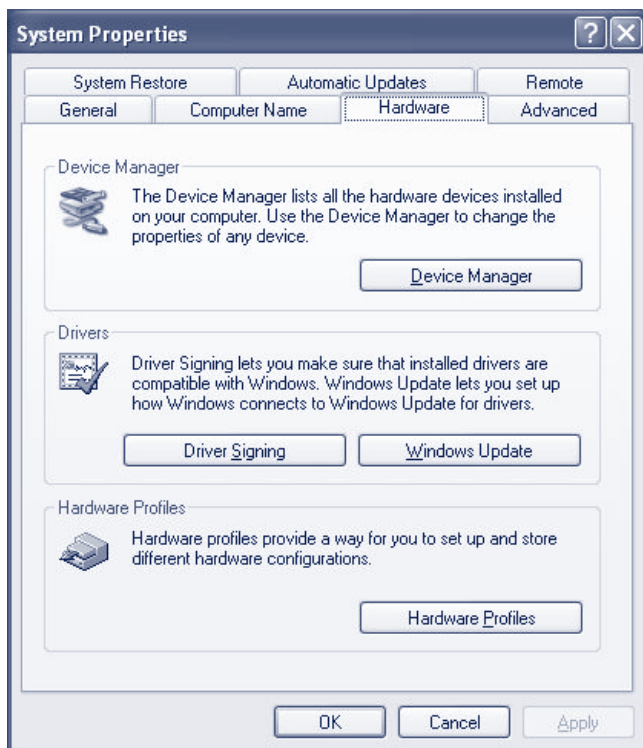 System Properties
System Restore Automatic Updates Remote
General Computer Name Hardware Advanced
Device Manager
The Device Manager lists all the hardware devices installed
on your computer. Use the Device Manager to change the
properties of any device.
Device Manager
Drivers
Driver Signing lets you make sure that installed drivers are
compatible with Windows. Windows Update lets you set up
how Windows connects to Windows Update for drivers.
Driver Signing Windows Update
Hardware Profiles
Hardware profiles provide a way for you to set up and store
different hardware configurations.
Hardware Profiles
OK Cancel Apply